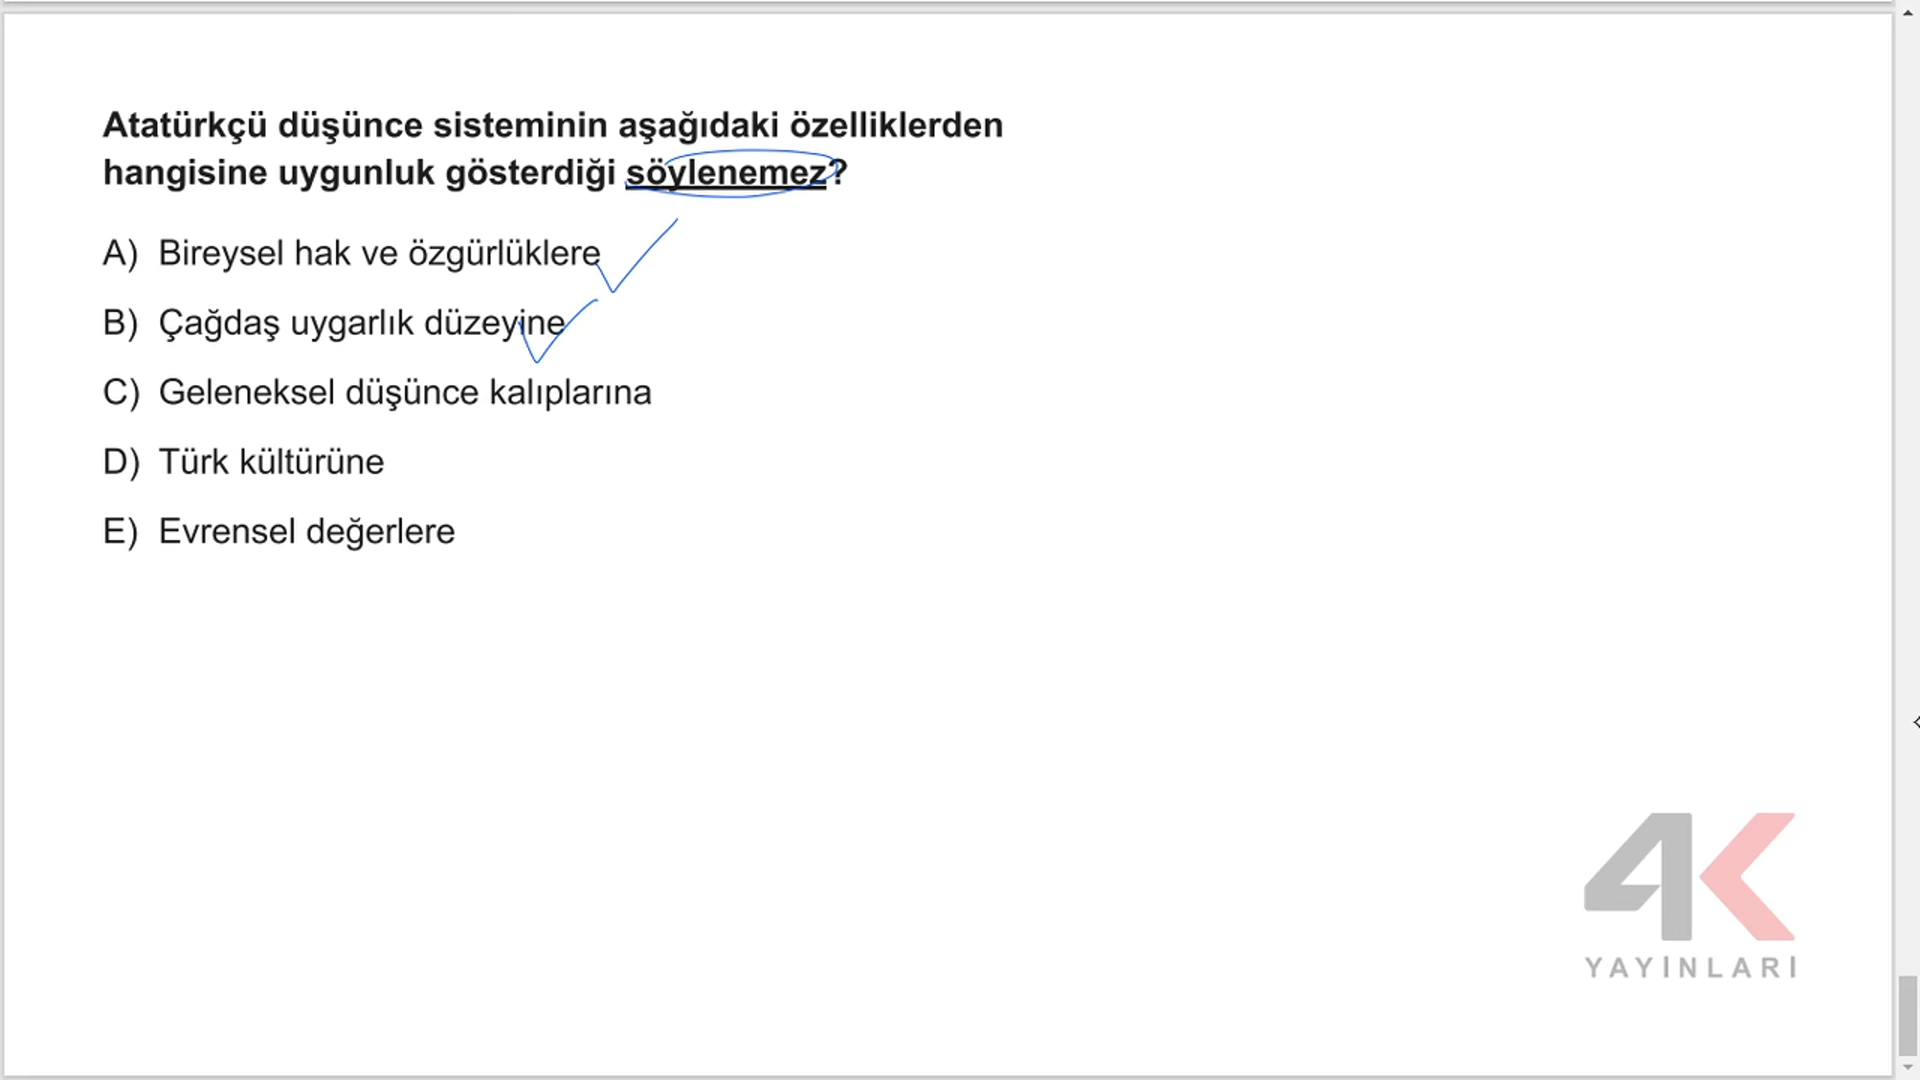 Atatürkçü düşünce sisteminin aşağıdaki özelliklerden
hangisine uygunluk gösterdiği söylenemez?
A) Bireysel hak ve özgürlüklere
B) Çağdaş uygarlık düzeyine
C) Geleneksel düşünce kalıplarına
D) Türk kültürüne
E) Evrensel değerlere
4K
YAYINLARI